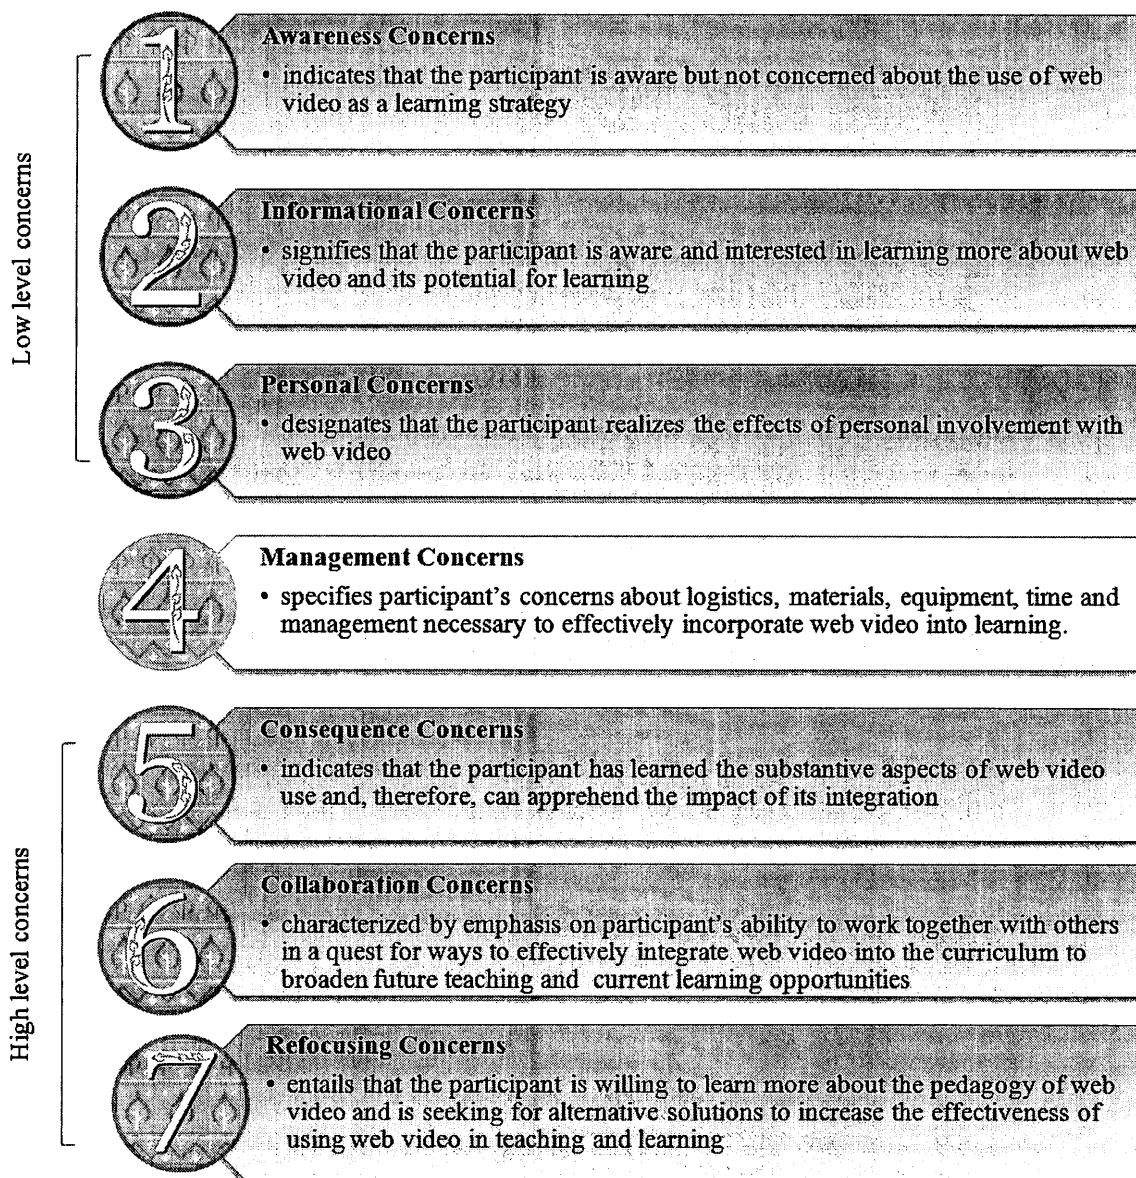 Low level concerns
1
Awareness Concerns
• indicates that the participant is aware but not concerned about the use of web
video as a learning strategy
2
Informational Concerns
• signifies that the participant is aware and interested in learning more about web
video and its potential for learning
3
Personal Concerns
• designates that the participant realizes the effects of personal involvement with
web video
4
Management Concerns
• specifies participant's concerns about logistics, materials, equipment, time and
management necessary to effectively incorporate web video into learning.
High level concerns
5
Consequence Concerns
• indicates that the participant has learned the substantive aspects of web video
use and, therefore, can apprehend the impact of its integration
6
Collaboration Concerns
• characterized by emphasis on participant's ability to work together with others
in a quest for ways to effectively integrate web video into the curriculum to
broaden future teaching and current learning opportunities
7
Refocusing Concerns
• entails that the participant is willing to learn more about the pedagogy of web
video and is seeking for alternative solutions to increase the effectiveness of
using web video in teaching and learning